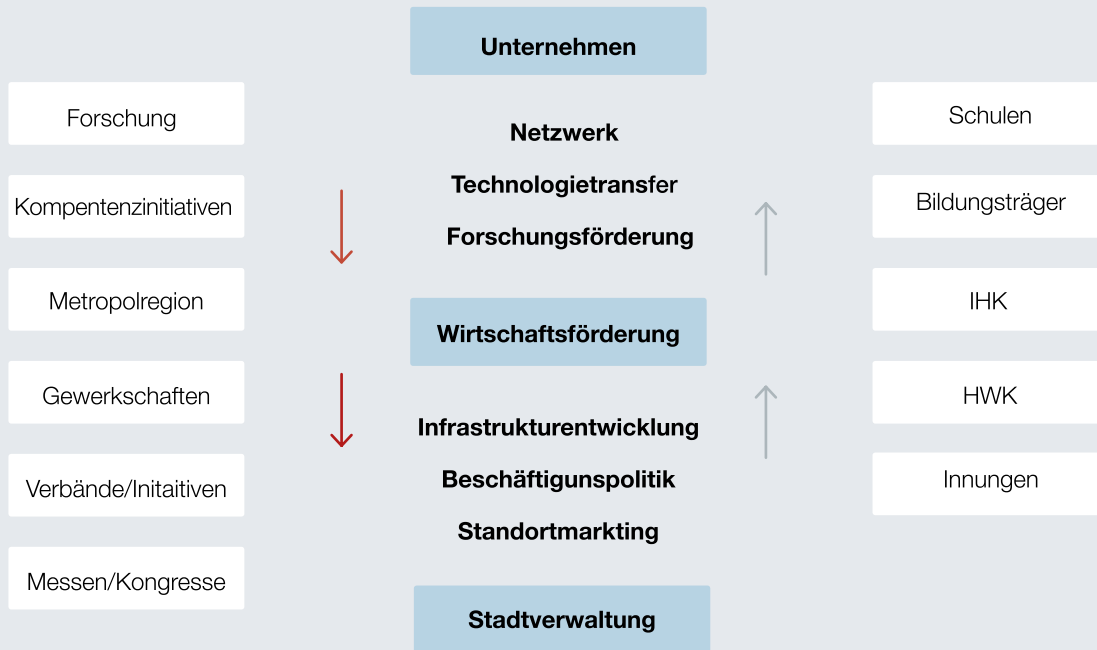 Unternehmen
Forschung
Kompentenzinitiativen
Metropolregion
Gewerkschaften
Verbände/Initaitiven
Messen/Kongresse
Netzwerk
Technologietransfer
Forschungsförderung
Wirtschaftsförderung
Infrastrukturentwicklung
Beschäftigunspolitik
Standortmarkting
Stadtverwaltung
Schulen
Bildungsträger
IHK
HWK
Innungen